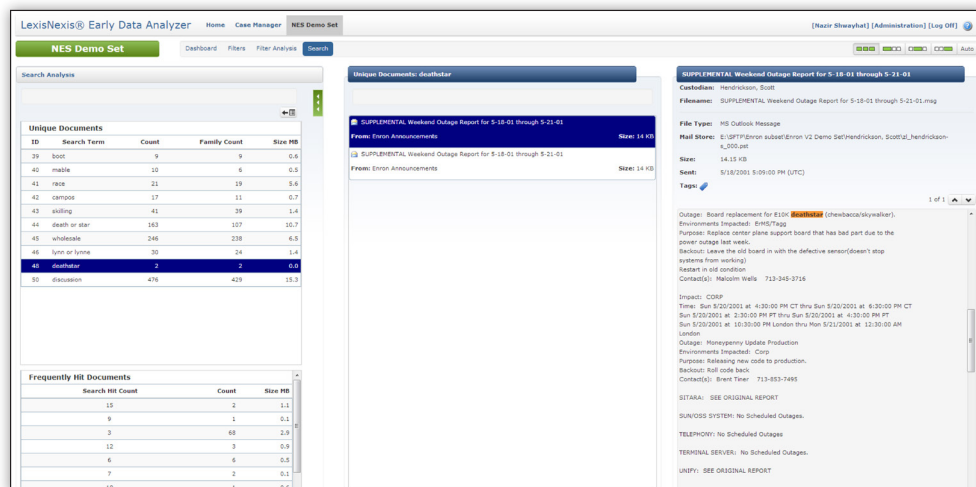 LexisNexis® Early Data Analyzer Home Case Manager NES Demo Set [Nazir Shwayhat] [Administration] [Log Off]
NES Demo Set Dashboard Filters Filter Analysis Search Auto
Search Analysis
Unique Documents
ID Search Term Count Family Count Size MB
39 boot 9 9 0.6
40 mable 10 6 0.5
41 race 21 19 5.6
42 campos 17 11 0.7
43 skilling 41 39 1.4
44 death or star 163 107 10.7
45 wholesale 246 238 6.5
46 lynn or lynne 30 24 1.4
48 deathstar 2 2 0.0
50 discussion 476 429 15.3
Frequently Hit Documents
Search Hit Count Count Size MB
15 2 1.1
9 1 0.1
3 68 2.9
12 3 0.9
6 6 0.5
7 2 0.1
Unique Documents: deathstar
SUPPLEMENTAL Weekend Outage Report for 5-18-01 through 5-21-01
From: Enron Announcements Size: 14 KB
SUPPLEMENTAL Weekend Outage Report for 5-18-01 through 5-21-01
From: Enron Announcements Size: 14 KB
SUPPLEMENTAL Weekend Outage Report for 5-18-01 through 5-21-01
Custodian: Hendrickson, Scott
Filename: SUPPLEMENTAL Weekend Outage Report for 5-18-01 through 5-21-01.msg
File Type: MS Outlook Message
Mail Store: E:\SFTP\Enron subset\Enron V2 Demo Set\Hendrickson, Scott\zl_hendrickson-
s_000.pst
Size: 14.15 KB
Sent: 5/18/2001 5:09:00 PM (UTC)
Tags:
1 of 1
Outage: Board replacement for E10K deathstar (chewbacca/skywalker).
Environments Impacted: ErMS/Tagg
Purpose: Replace center plane support board that has bad part due to the
power outage last week.
Backout: Leave the old board in with the defective sensor(doesn't stop
systems from working)
Restart in old condition
Contact(s): Malcolm Wells 713-345-3716
Impact: CORP
Time: Sun 5/20/2001 at 4:30:00 PM CT thru Sun 5/20/2001 at 6:30:00 PM CT
Sun 5/20/2001 at 2:30:00 PM PT thru Sun 5/20/2001 at 4:30:00 PM PT
Sun 5/20/2001 at 10:30:00 PM London thru Mon 5/21/2001 at 12:30:00 AM
London
Outage: Moneypenny Update Production
Environments Impacted: Corp
Purpose: Releasing new code to production.
Backout: Roll code back
Contact(s): Brent Tiner 713-853-7495
SITARA: SEE ORIGINAL REPORT
SUN/OSS SYSTEM: No Scheduled Outages.
TELEPHONY: No Scheduled Outages
TERMINAL SERVER: No Scheduled Outages.
UNIFY: SEE ORIGINAL REPORT